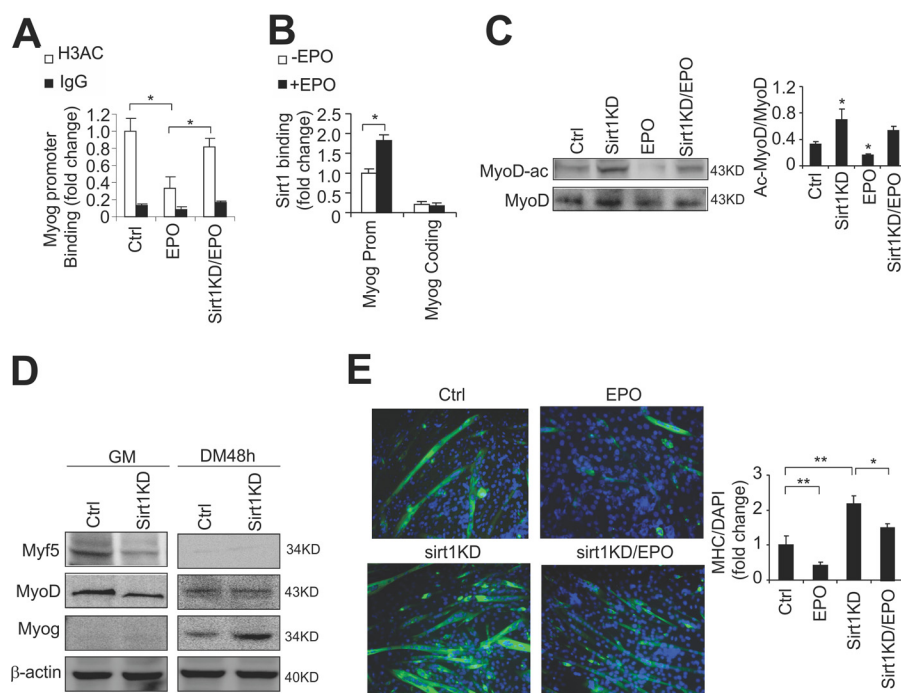 A
H3AC
IgG
Myog promoter
Binding (fold change)
1.2
1.0
0.8
0.4
0.2
0
*
*
Ctrl
EPO
Sirt1KD/EPO
B
-EPO
+EPO
Sirt1 binding
(fold change)
2.5
2.0
1.5
1.0
0.5
0
*
Myog Prom
Myog Coding
C
Ctrl
Sirt1KD
EPO
Sirt1KD/EPO
MyoD-ac
43KD
MyoD
43KD
Ac-MyoD/MyoD
1.2
0.8
0.4
0
*
*
Ctrl
Sirt1KD
EPO
Sirt1KD/EPO
D
GM
DM48h
Ctrl
Sirt1KD
Ctrl
Sirt1KD
Myf5
34KD
MyoD
43KD
Myog
34KD
β-actin
40KD
E
Ctrl
EPO
sirt1KD
sirt1KD/EPO
MHC/DAPI
(fold change)
3
2
1
0
**
**
*
Ctrl
EPO
Sirt1KD
Sirt1KD/EPO